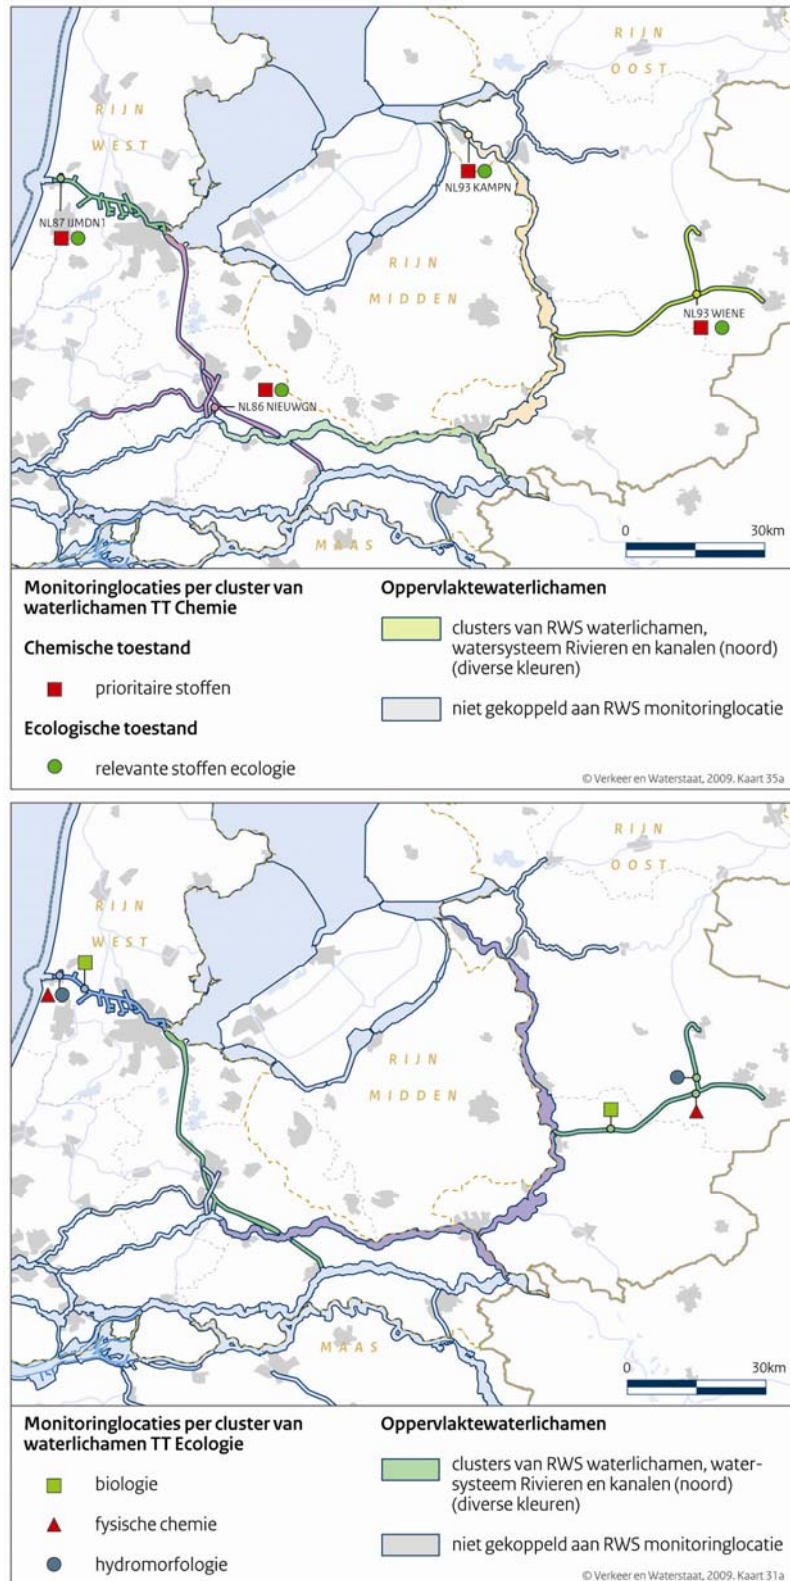 RIJN
OOST
RIJN
WEST
NL93 KAMPN
NL87 IJMDN1
RIJN
MIDDEN
NL93 WIENE
NL86 NIEUWGN
0 30km
MAAS
Monitoringlocaties per cluster van
waterlichamen TT Chemie
Chemische toestand
prioritaire stoffen
Ecologische toestand
relevante stoffen ecologie
Oppervlaktewaterlichamen
clusters van RWS waterlichamen,
watersysteem Rivieren en kanalen (noord)
(diverse kleuren)
niet gekoppeld aan RWS monitoringlocatie
© Verkeer en Waterstaat, 2009. Kaart 35a
RIJN
OOST
RIJN
WEST
RIJN
MIDDEN
MAAS
0 30km
Monitoringlocaties per cluster van
waterlichamen TT Ecologie
biologie
fysische chemie
hydromorfologie
Oppervlaktewaterlichamen
clusters van RWS waterlichamen, water-
systeem Rivieren en kanalen (noord)
(diverse kleuren)
niet gekoppeld aan RWS monitoringlocatie
© Verkeer en Waterstaat, 2009. Kaart 31a